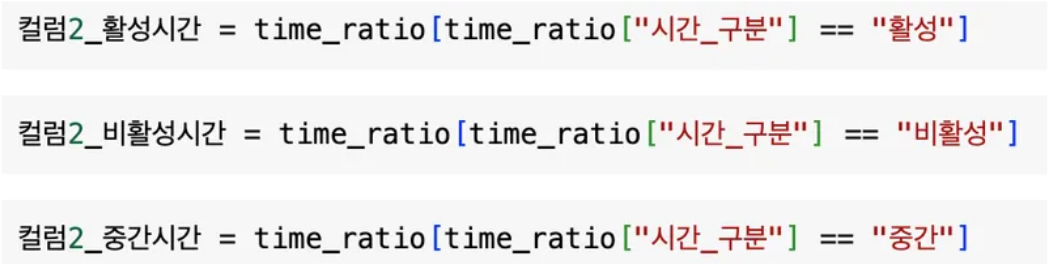 컬럼2_활성시간 = time_ratio[time_ratio["시간_구분"] == "활성"]
컬럼2_비활성시간 = time_ratio[time_ratio["시간_구분"] == "비활성"]
컬럼2_중간시간 = time_ratio[time_ratio["시간_구분"] == "중간"]